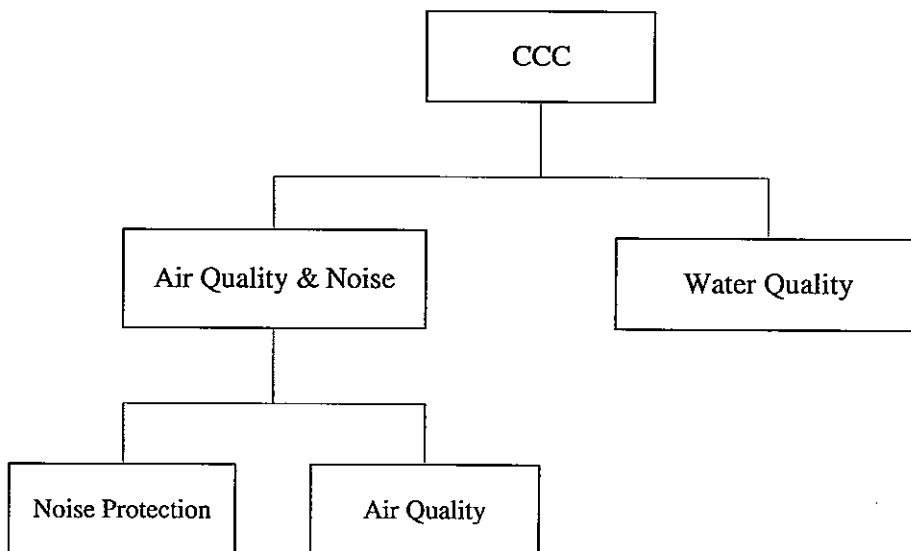 CCC
Air Quality & Noise
Water Quality
Noise Protection
Air Quality